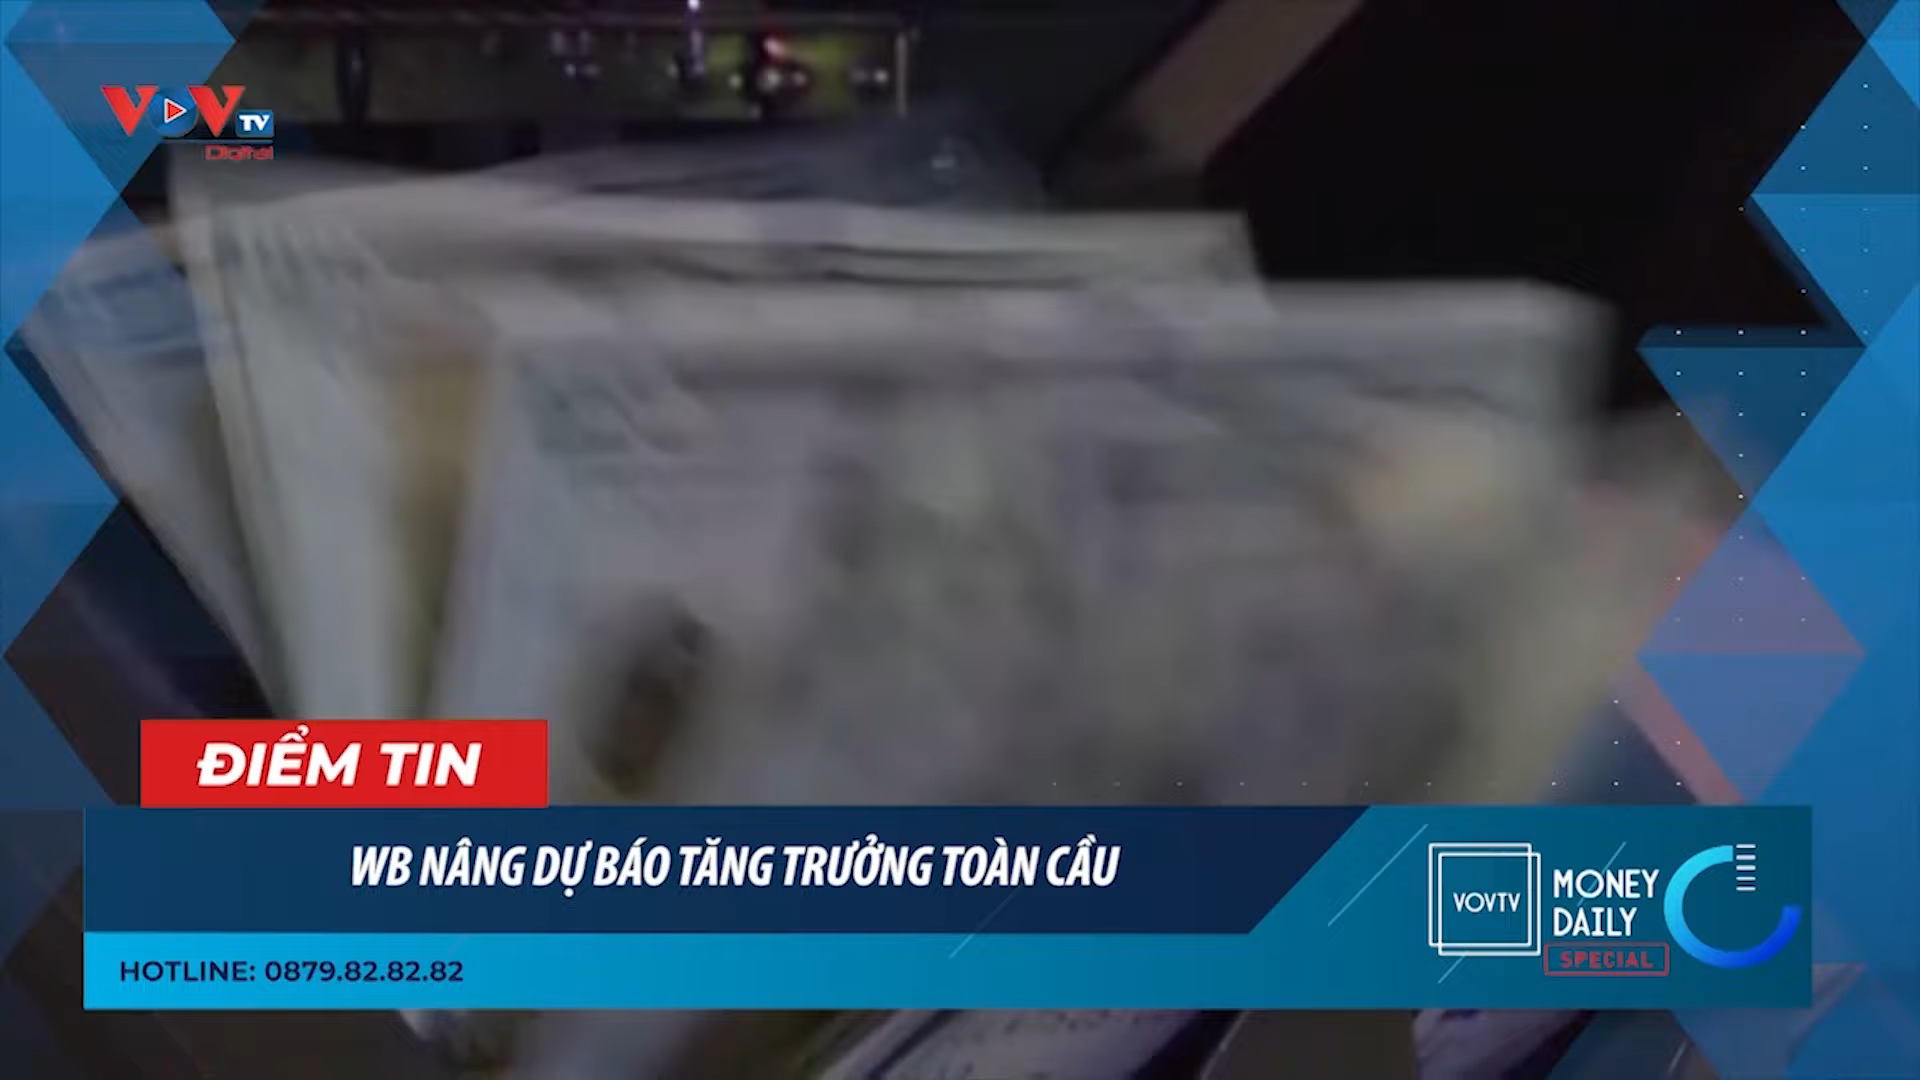 VOV TV
Digital
ĐIỂM TIN
WB NÂNG DỰ BÁO TĂNG TRƯỞNG TOÀN CẦU
HOTLINE: 0879.82.82.82
VOVTV
MONEY
DAILY
SPECIAL